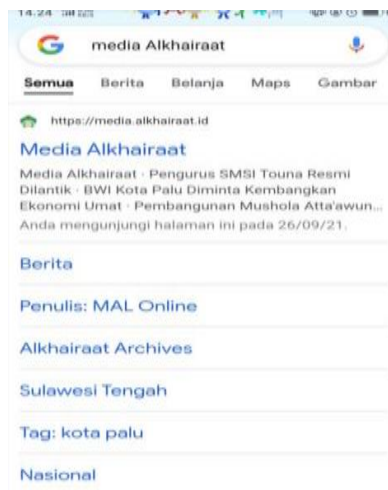 14.24
media Alkhairaat
Semua Berita Belanja Maps Gambar
https://media.alkhairaat.id
Media Alkhairaat
Media Alkhairaat · Pengurus SMSI Touna Resmi
Dilantik · BWI Kota Palu Diminta Kembangkan
Ekonomi Umat · Pembangunan Mushola Atta'awun...
Anda mengunjungi halaman ini pada 26/09/21.
Berita
Penulis: MAL Online
Alkhairaat Archives
Sulawesi Tengah
Tag: kota palu
Nasional